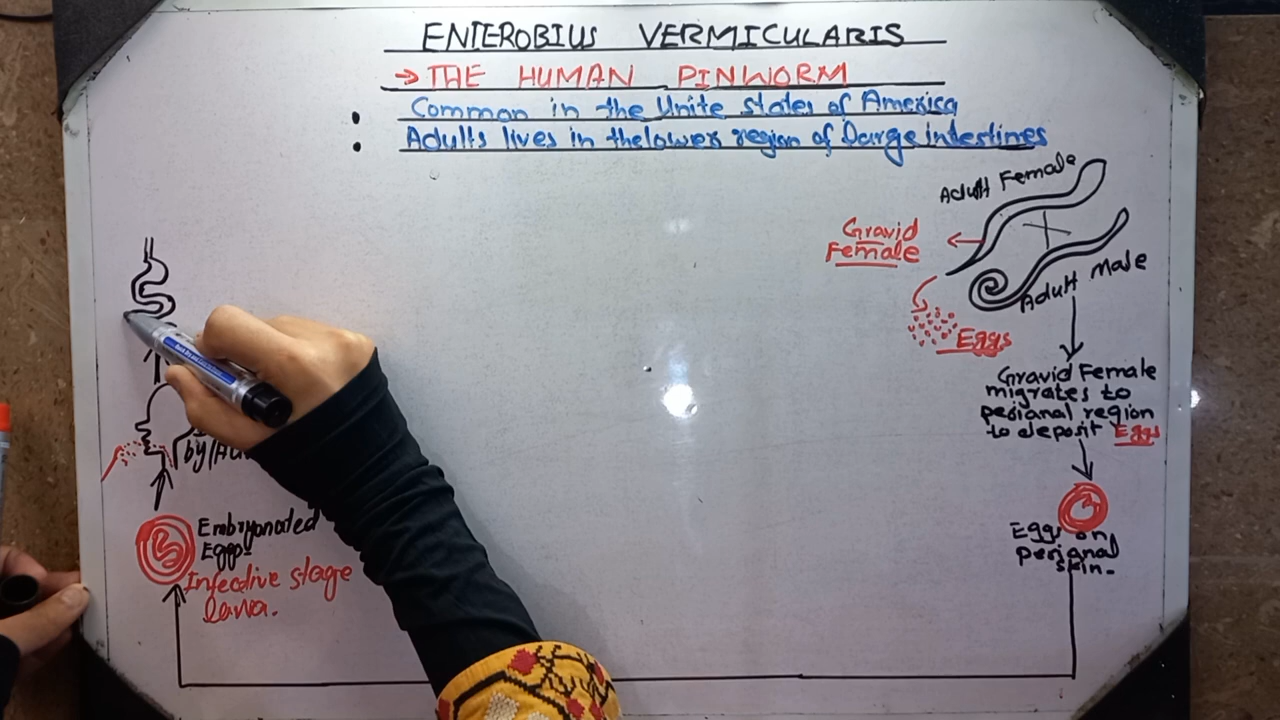 ENTEROBIUS VERMICULARIS
→ THE HUMAN PINWORM
: Common in the Unite states of America
: Adults lives in the lower region of Large intestines
Adult Female
Gravid
Female
Adult Male
Eggs
Gravid Female
migrates to
perianal region
to deposit Eggs
Eggs on
perianal
skin.
by
Embryonated
Eggs
Infective stage
larva.